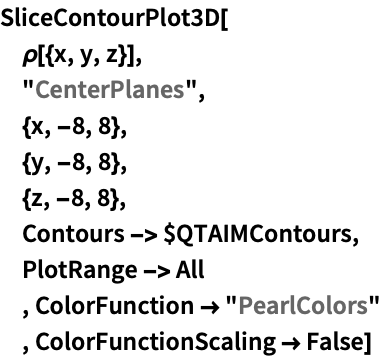 SliceContourPlot3D[
ρ[{x, y, z}],
"CenterPlanes",
{x, -8, 8},
{y, -8, 8},
{z, -8, 8},
Contours -> $QTAIMContours,
PlotRange -> All
, ColorFunction → "PearlColors"
, ColorFunctionScaling → False]